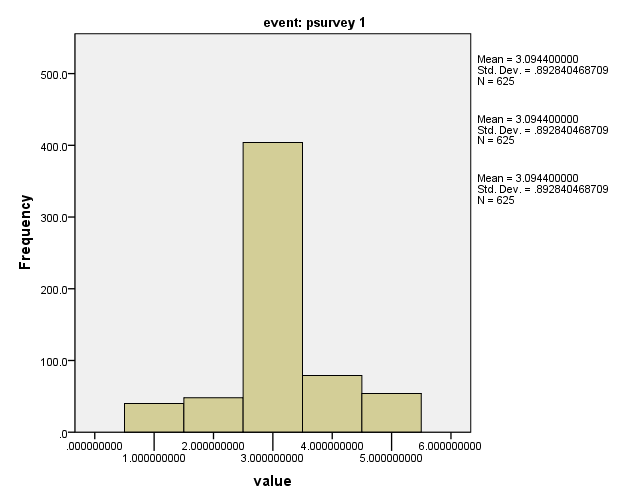 event: psurvey 1
Mean = 3.094400000
Std. Dev. = .892840468709
N = 625
Mean = 3.094400000
Std. Dev. = .892840468709
N = 625
Mean = 3.094400000
Std. Dev. = .892840468709
N = 625
Frequency
500.0
400.0
300.0
200.0
100.0
.0
.000000000
1.000000000
2.000000000
3.000000000
4.000000000
5.000000000
6.000000000
value